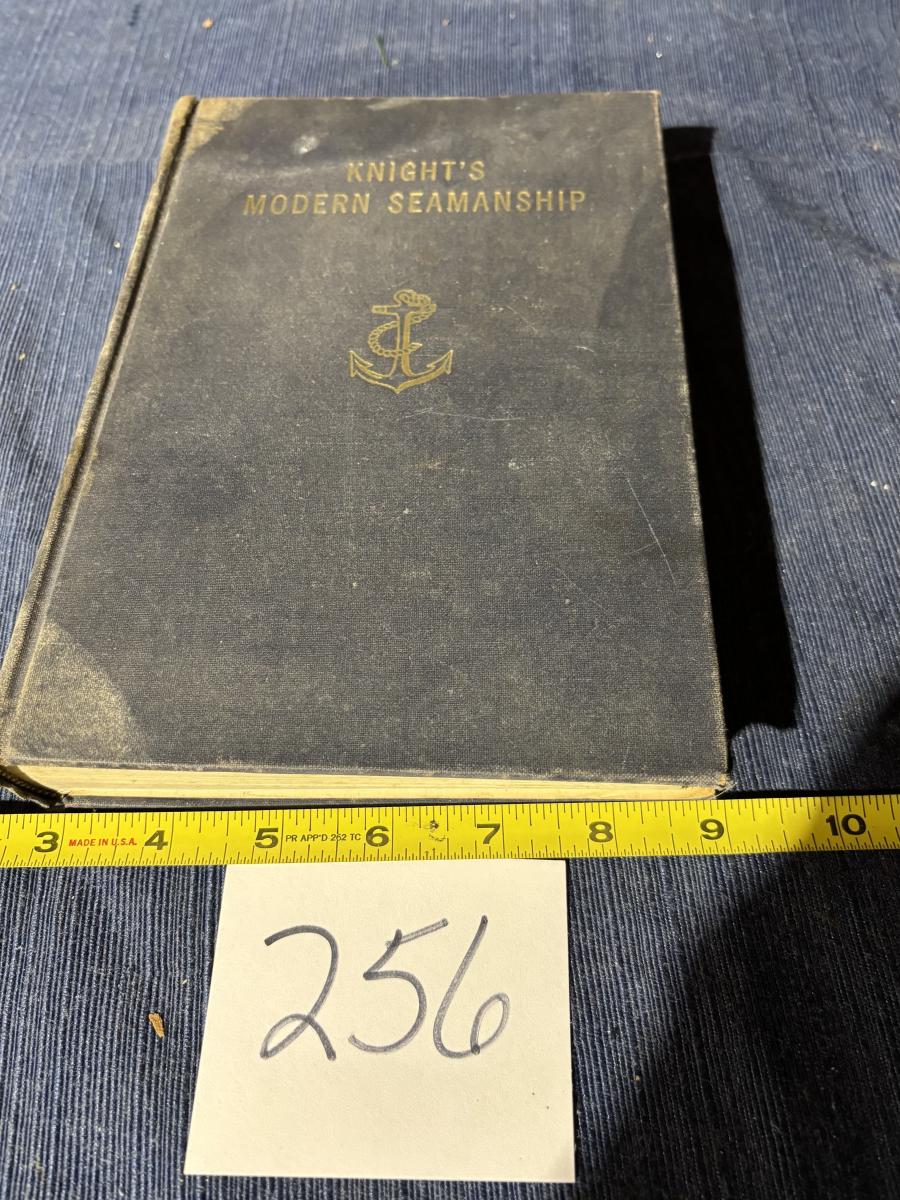 KNIGHT'S
MODERN SEAMANSHIP
3 MADE IN U.S.A. 4 5 PR APP'D 262 TC 6 7 8 9 10
256